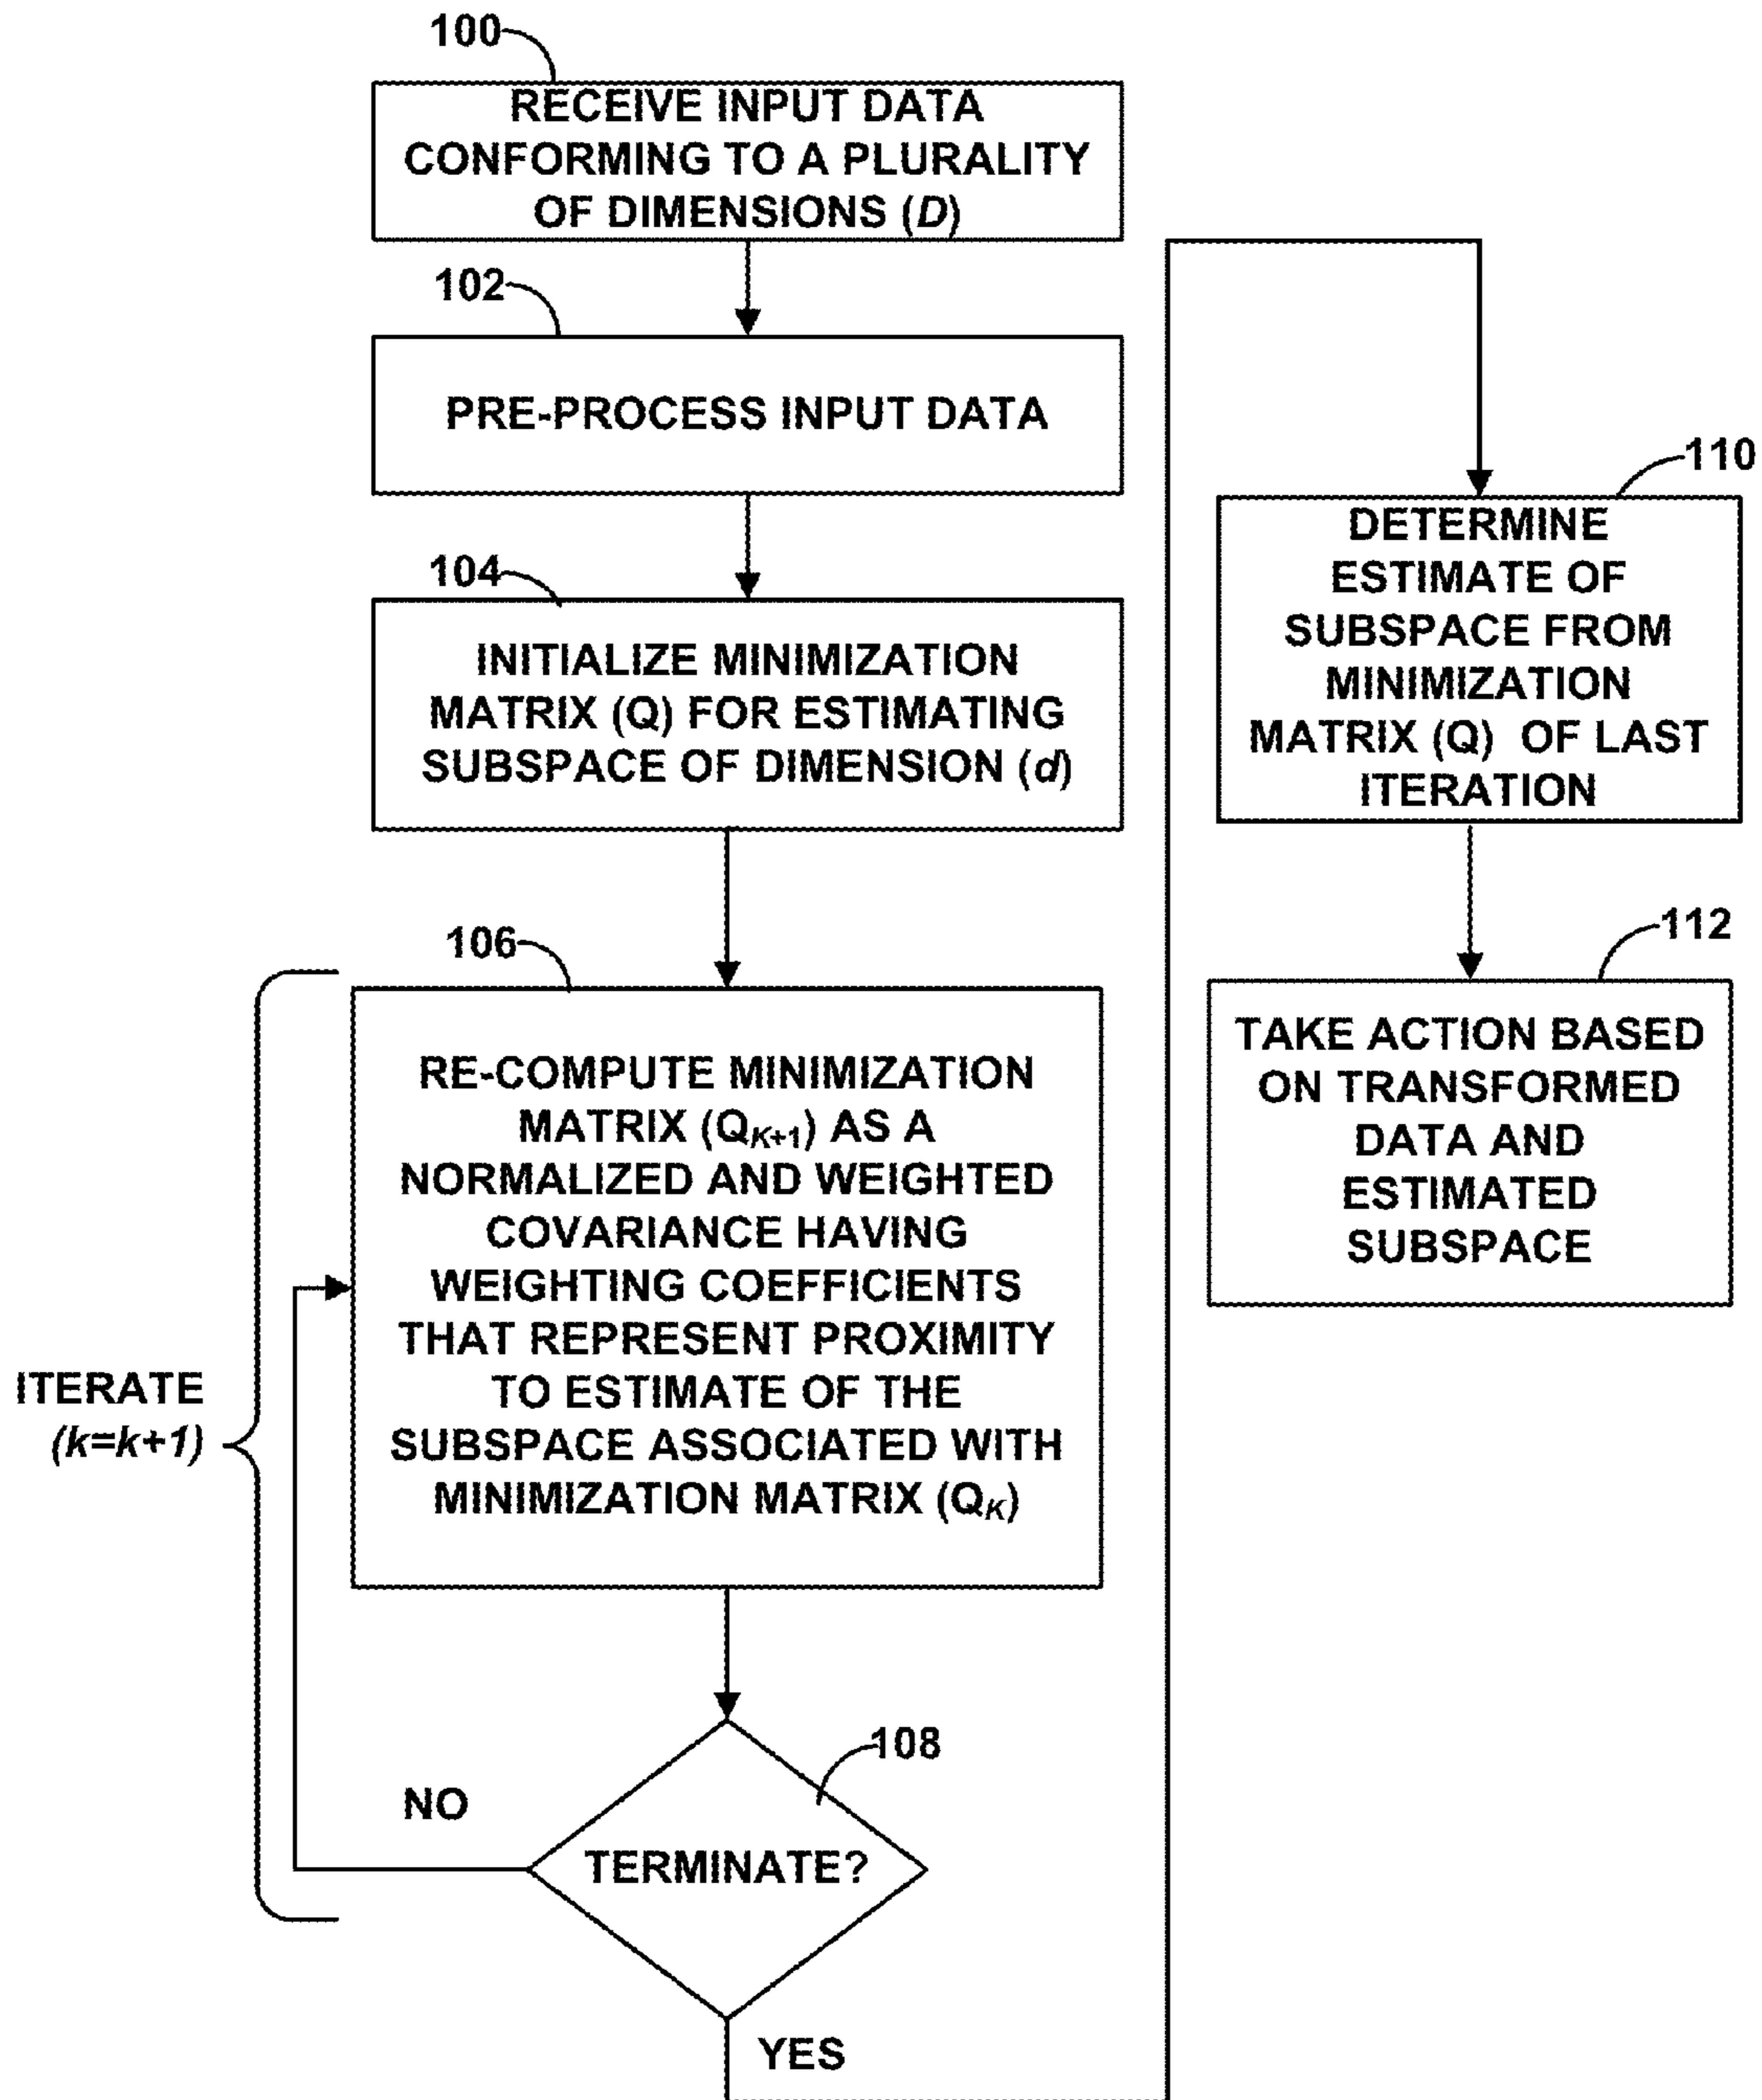 100
RECEIVE INPUT DATA
CONFORMING TO A PLURALITY
OF DIMENSIONS (D)
102
PRE-PROCESS INPUT DATA
104
INITIALIZE MINIMIZATION
MATRIX (Q) FOR ESTIMATING
SUBSPACE OF DIMENSION (d)
106
RE-COMPUTE MINIMIZATION
MATRIX (QK+1) AS A
NORMALIZED AND WEIGHTED
COVARIANCE HAVING
WEIGHTING COEFFICIENTS
THAT REPRESENT PROXIMITY
TO ESTIMATE OF THE
SUBSPACE ASSOCIATED WITH
MINIMIZATION MATRIX (QK)
ITERATE
(k=k+1)
108
TERMINATE?
NO
YES
110
DETERMINE
ESTIMATE OF
SUBSPACE FROM
MINIMIZATION
MATRIX (Q) OF LAST
ITERATION
112
TAKE ACTION BASED
ON TRANSFORMED
DATA AND
ESTIMATED
SUBSPACE